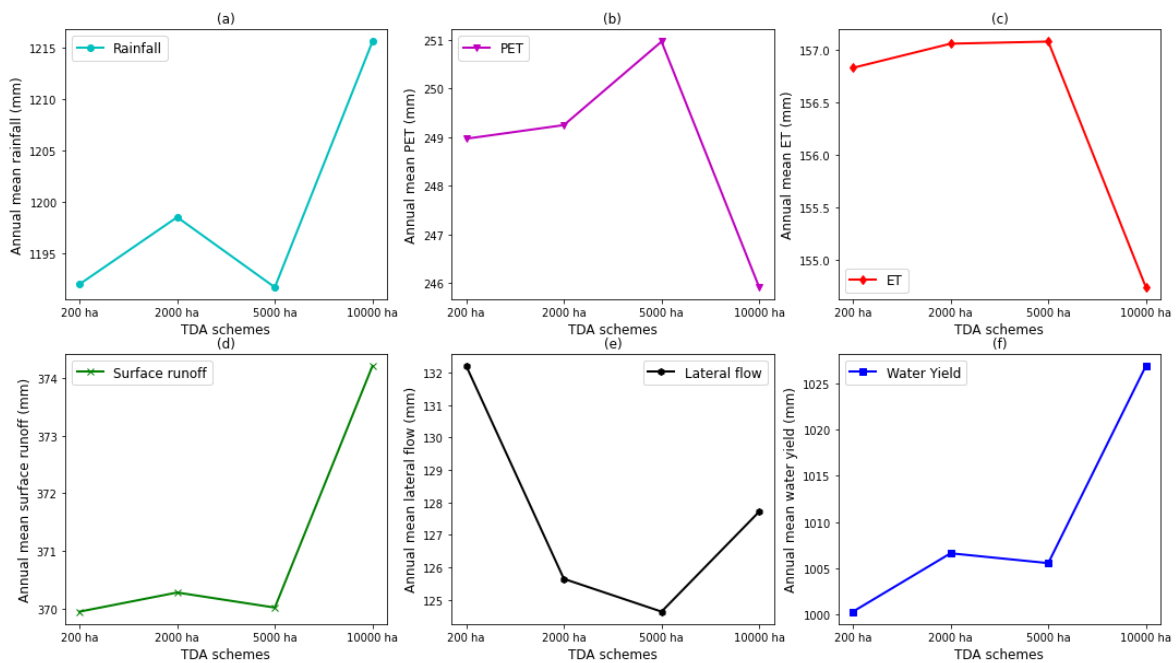 (a)
Rainfall
Annual mean rainfall (mm)
1215
1210
1205
1200
1195
200 ha 2000 ha 5000 ha 10000 ha
TDA schemes
(b)
PET
Annual mean PET (mm)
251
250
249
248
247
246
200 ha 2000 ha 5000 ha 10000 ha
TDA schemes
(c)
ET
Annual mean ET (mm)
157.0
156.5
156.0
155.5
155.0
200 ha 2000 ha 5000 ha 10000 ha
TDA schemes
(d)
Surface runoff
Annual mean surface runoff (mm)
374
373
372
371
370
200 ha 2000 ha 5000 ha 10000 ha
TDA schemes
(e)
Lateral flow
Annual mean lateral flow (mm)
132
131
130
129
128
127
126
125
200 ha 2000 ha 5000 ha 10000 ha
TDA schemes
(f)
Water Yield
Annual mean water yield (mm)
1025
1020
1015
1010
1005
1000
200 ha 2000 ha 5000 ha 10000 ha
TDA schemes